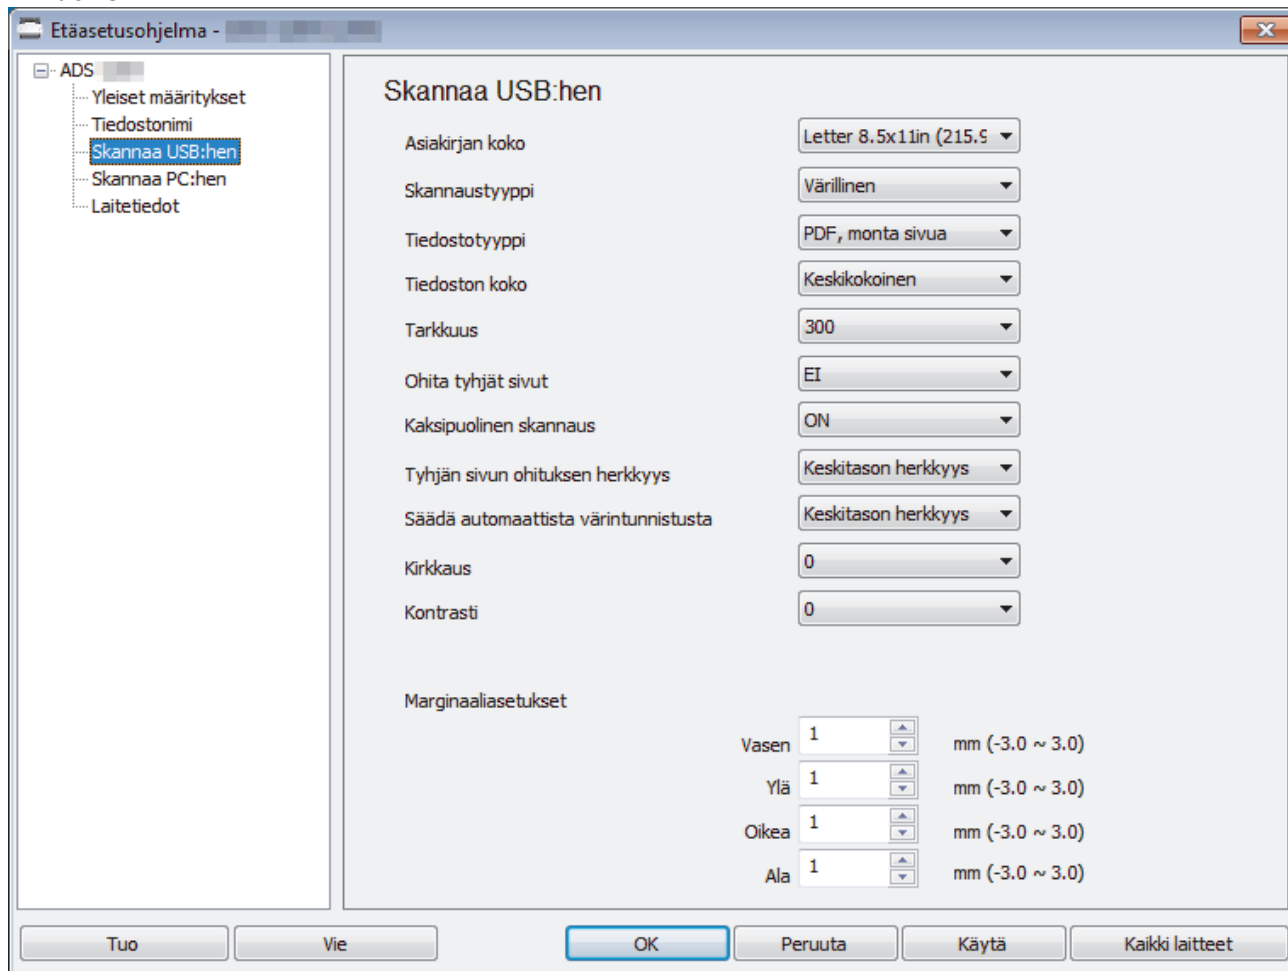 Etäasetusohjelma -
ADS
Yleiset määritykset
Tiedostonimi
Skannaa USB:hen
Skannaa PC:hen
Laitetiedot
Skannaa USB:hen
Asiakirjan koko Letter 8.5x11in (215.9
Skannaustyyppi Värillinen
Tiedostotyyppi PDF, monta sivua
Tiedoston koko Keskikokoinen
Tarkkuus 300
Ohita tyhjät sivut EI
Kaksipuolinen skannaus ON
Tyhjän sivun ohituksen herkkyys Keskitason herkkyys
Säädä automaattista värintunnistusta Keskitason herkkyys
Kirkkaus 0
Kontrasti 0
Marginaaliasetukset
Vasen 1 mm (-3.0 ~ 3.0)
Ylä 1 mm (-3.0 ~ 3.0)
Oikea 1 mm (-3.0 ~ 3.0)
Ala 1 mm (-3.0 ~ 3.0)
Tuo Vie OK Peruuta Käytä Kaikki laitteet